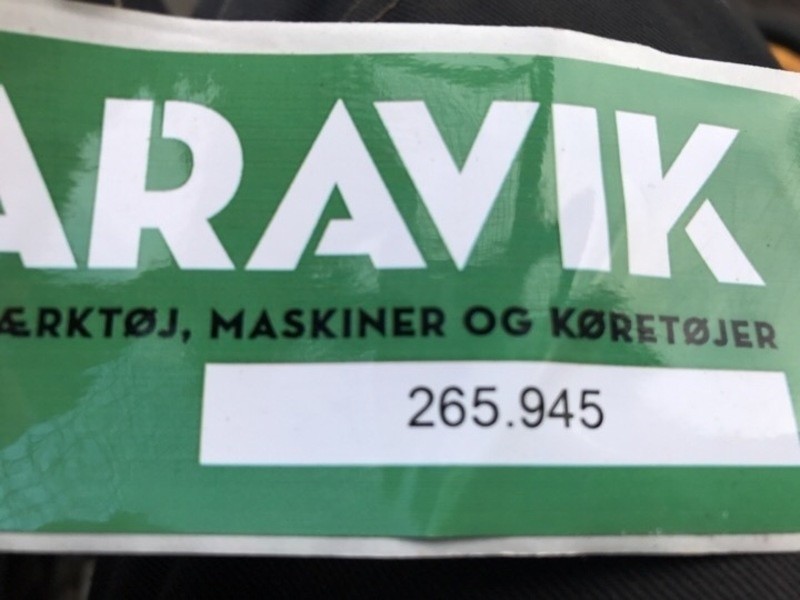 ARAVIK
ÆRKTØJ, MASKINER OG KØRETØJER
265.945